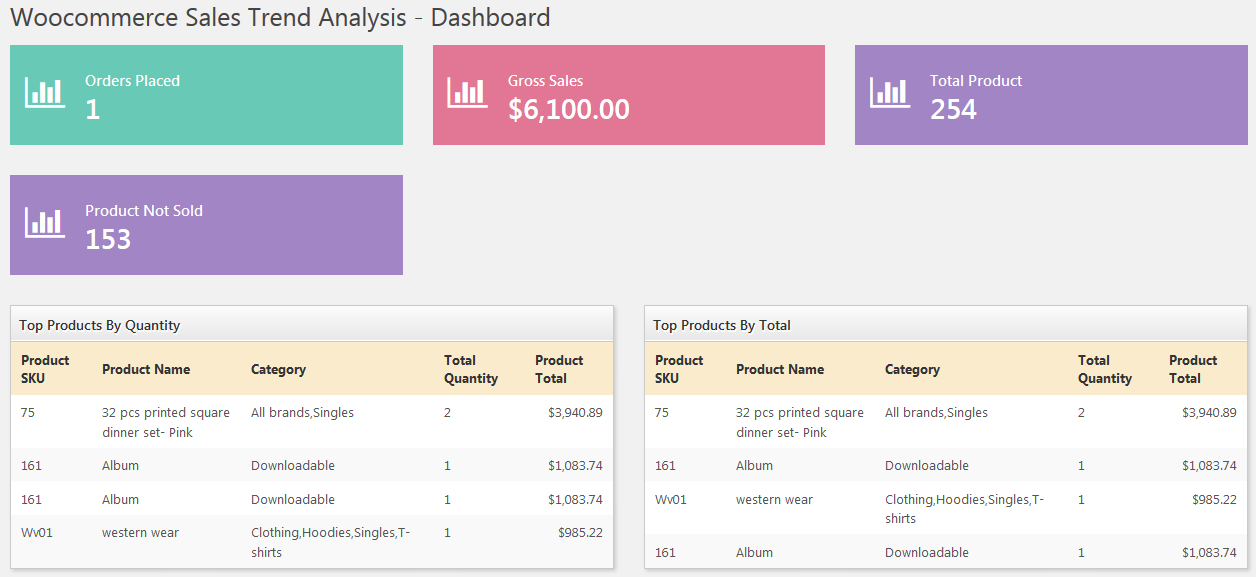 Woocommerce Sales Trend Analysis - Dashboard
Orders Placed
1
Gross Sales
$6,100.00
Total Product
254
Product Not Sold
153
Top Products By Quantity
Product SKU Product Name Category Total Quantity Product Total
75 32 pcs printed square dinner set- Pink All brands,Singles 2 $3,940.89
161 Album Downloadable 1 $1,083.74
161 Album Downloadable 1 $1,083.74
Wv01 western wear Clothing,Hoodies,Singles,T-shirts 1 $985.22
Top Products By Total
Product SKU Product Name Category Total Quantity Product Total
75 32 pcs printed square dinner set- Pink All brands,Singles 2 $3,940.89
161 Album Downloadable 1 $1,083.74
Wv01 western wear Clothing,Hoodies,Singles,T-shirts 1 $985.22
161 Album Downloadable 1 $1,083.74